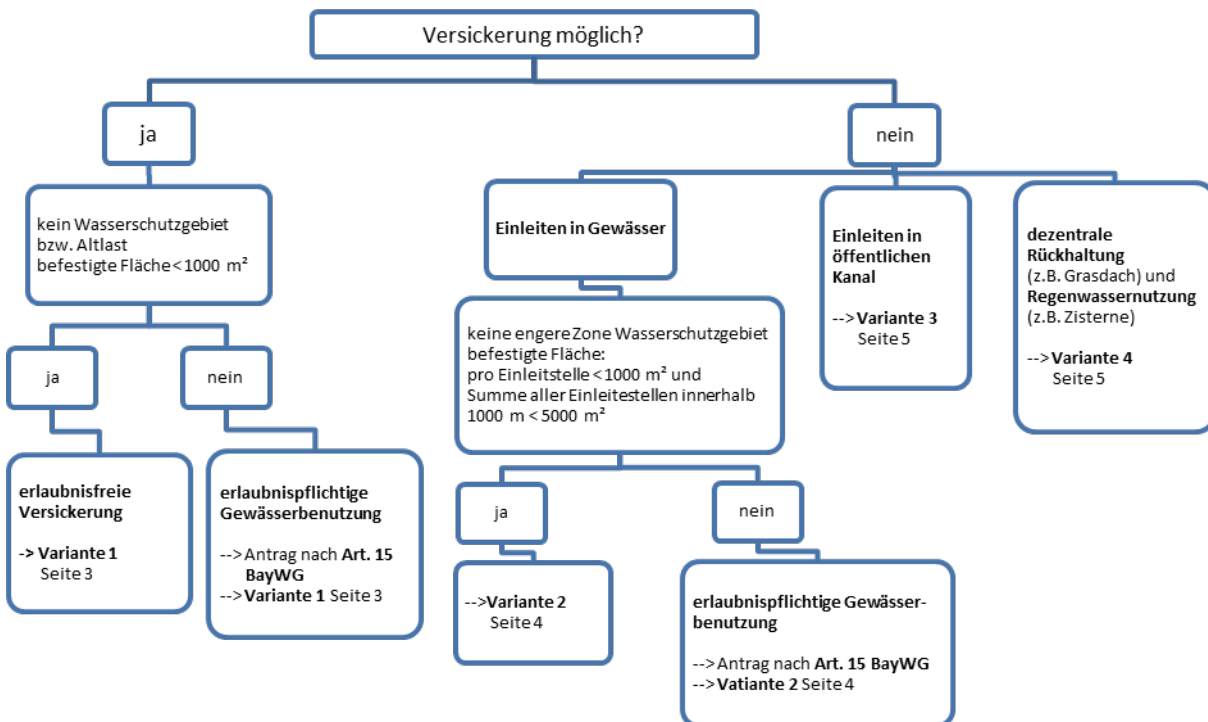 Versickerung möglich?
ja
nein
kein Wasserschutzgebiet
bzw. Altlast
befestigte Fläche < 1000 m²
ja
nein
erlaubnisfreie
Versickerung
-> Variante 1
Seite 3
erlaubnispflichtige
Gewässerbenutzung
--> Antrag nach Art. 15
BayWG
--> Variante 1 Seite 3
Einleiten in Gewässer
keine engere Zone Wasserschutzgebiet
befestigte Fläche:
pro Einleitstelle < 1000 m² und
Summe aller Einleitestellen innerhalb
1000 m < 5000 m²
ja
nein
-->Variante 2
Seite 4
erlaubnispflichtige Gewässer-
benutzung
--> Antrag nach Art. 15 BayWG
--> Vatiante 2 Seite 4
Einleiten in
öffentlichen
Kanal
--> Variante 3
Seite 5
dezentrale
Rückhaltung
(z.B. Grasdach) und
Regenwassernutzung
(z.B. Zisterne)
--> Variante 4
Seite 5